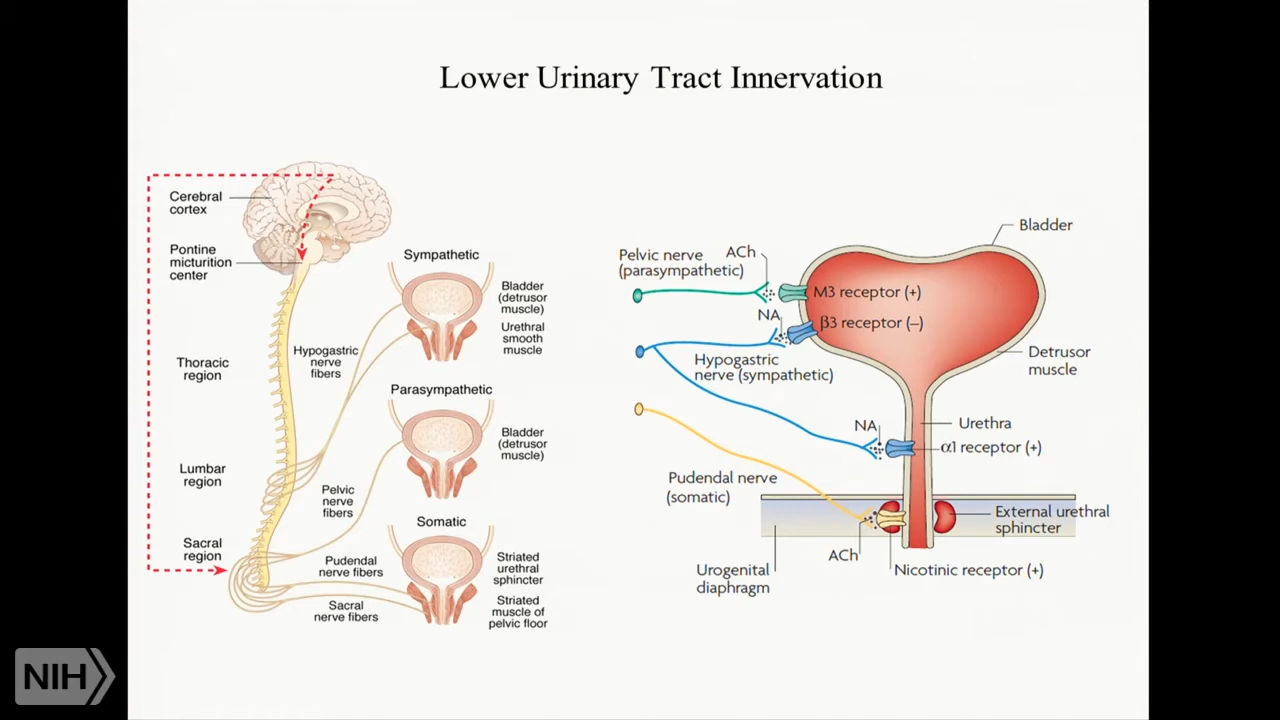 Lower Urinary Tract Innervation
Cerebral
cortex
Pontine
micturition
center
Thoracic
region
Lumbar
region
Sacral
region
Hypogastric
nerve
fibers
Pelvic
nerve
fibers
Pudendal
nerve fibers
Sacral
nerve fibers
Sympathetic
Bladder
(detrusor
muscle)
Urethral
smooth
muscle
Parasympathetic
Bladder
(detrusor
muscle)
Somatic
Striated
urethral
sphincter
Striated
muscle of
pelvic floor
Pelvic nerve
(parasympathetic)
ACh
M3 receptor (+)
NA
β3 receptor (–)
Hypogastric
nerve (sympathetic)
Bladder
Detrusor
muscle
Urethra
NA
α1 receptor (+)
Pudendal nerve
(somatic)
External urethral
sphincter
ACh
Nicotinic receptor (+)
Urogenital
diaphragm
NIH